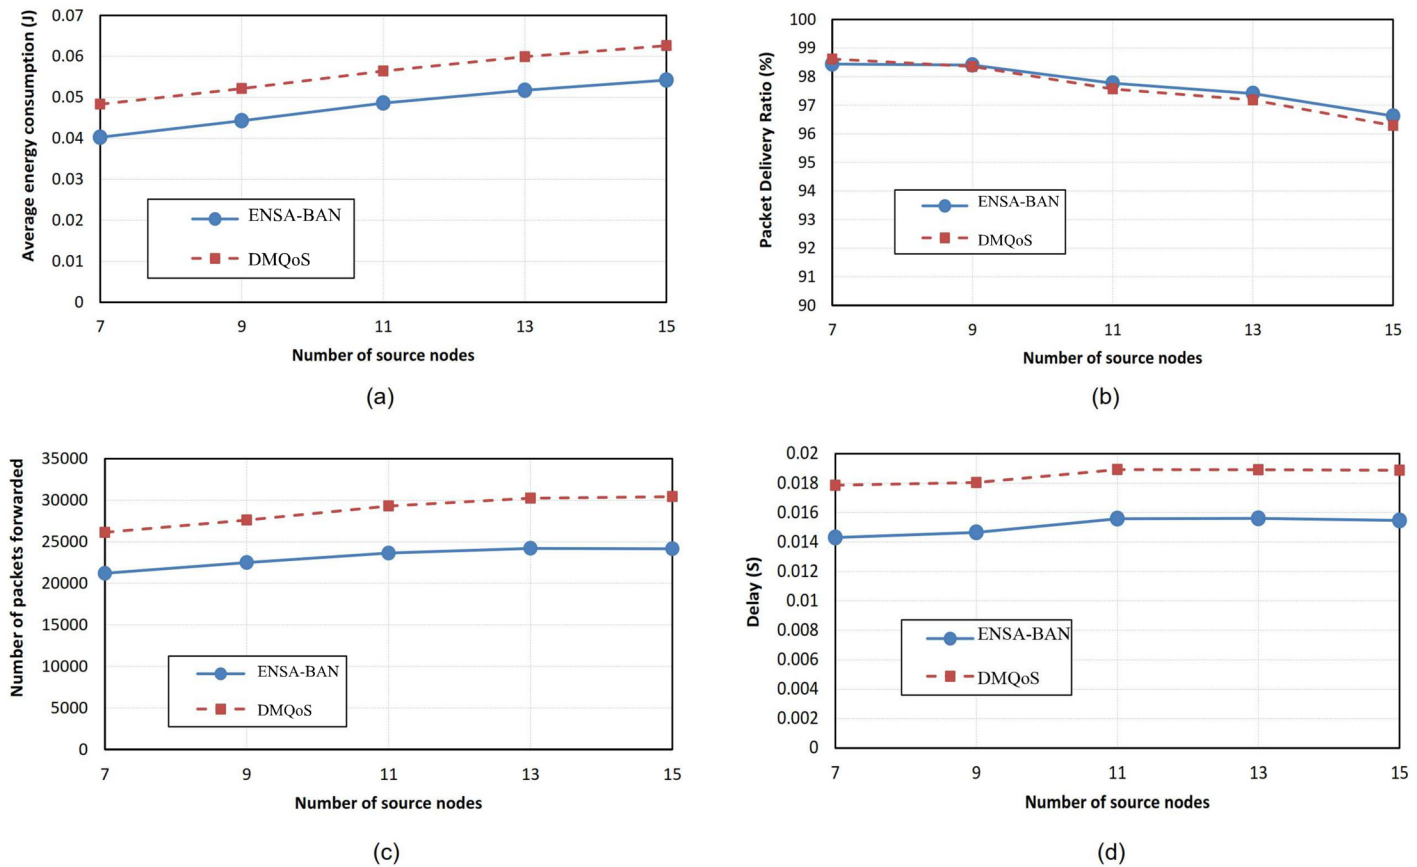 Average energy consumption (J)
0.07
0.06
0.05
0.04
0.03
0.02
0.01
0
ENSA-BAN
DMQoS
7 9 11 13 15
Number of source nodes
(a)
Packet Delivery Ratio (%)
100
99
98
97
96
95
94
93
92
91
90
ENSA-BAN
DMQoS
7 9 11 13 15
Number of source nodes
(b)
Number of packets forwarded
35000
30000
25000
20000
15000
10000
5000
0
ENSA-BAN
DMQoS
7 9 11 13 15
Number of source nodes
(c)
Delay (S)
0.02
0.018
0.016
0.014
0.012
0.01
0.008
0.006
0.004
0.002
0
ENSA-BAN
DMQoS
7 9 11 13 15
Number of source nodes
(d)